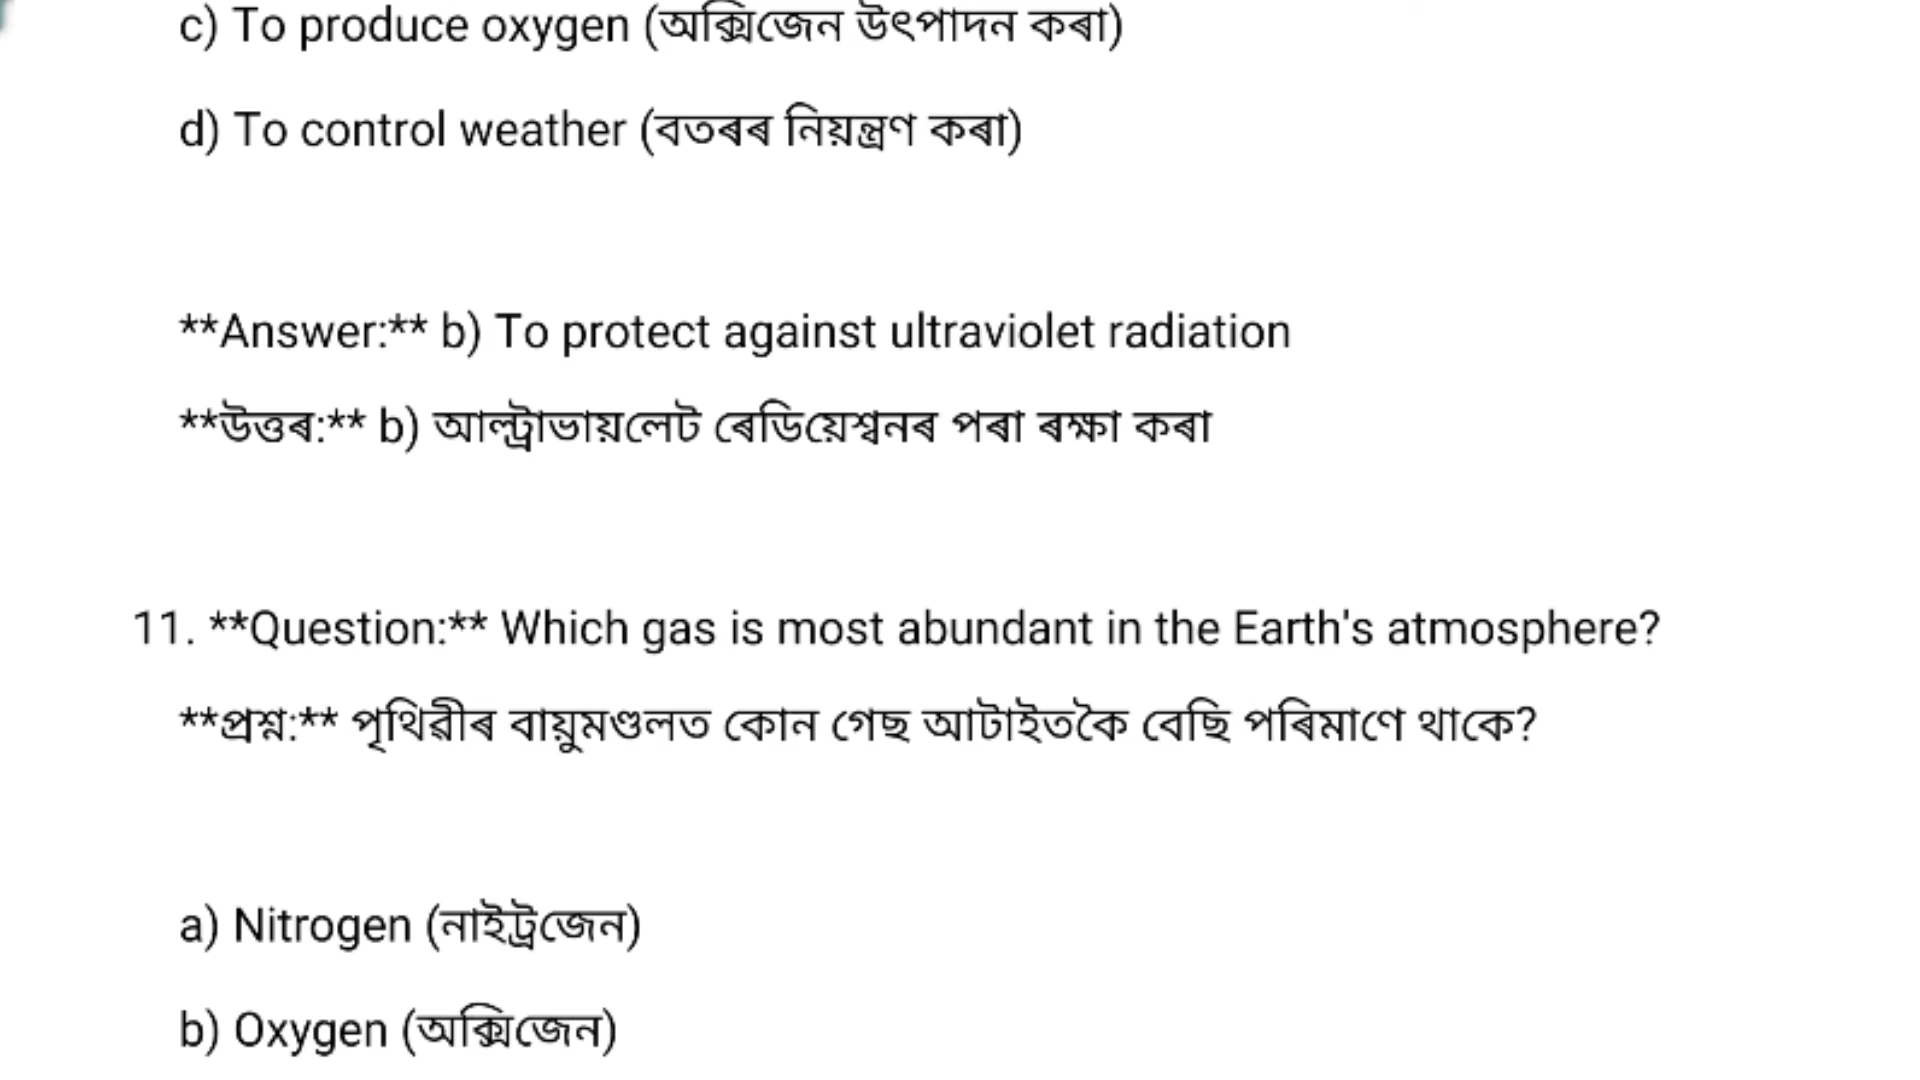 c) To produce oxygen (অক্সিজেন উৎপাদন কৰা)
d) To control weather (বতৰৰ নিয়ন্ত্ৰণ কৰা)
**Answer:** b) To protect against ultraviolet radiation
**উত্তৰ:** b) আল্ট্ৰাভায়লেট ৰেডিয়েশ্বনৰ পৰা ৰক্ষা কৰা
11. **Question:** Which gas is most abundant in the Earth's atmosphere?
**প্ৰশ্ন:** পৃথিৱীৰ বায়ুমণ্ডলত কোন গেছ আটাইতকৈ বেছি পৰিমাণে থাকে?
a) Nitrogen (নাইট্ৰজেন)
b) Oxygen (অক্সিজেন)